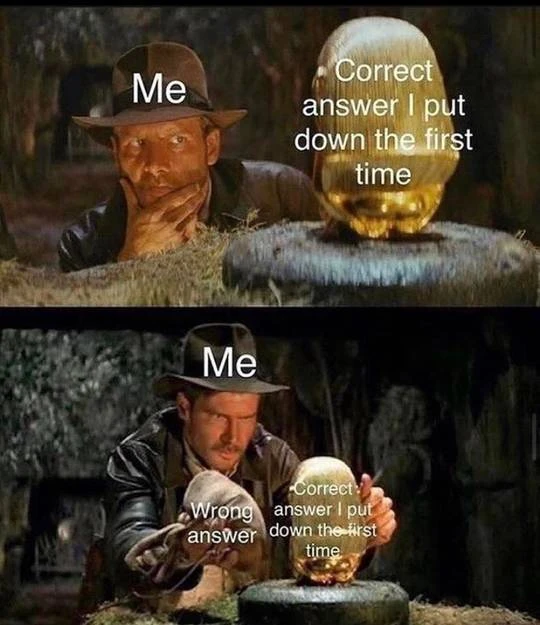 Me
Correct
answer I put
down the first
time
Me
Wrong
answer
Correct
answer I put
down the first
time